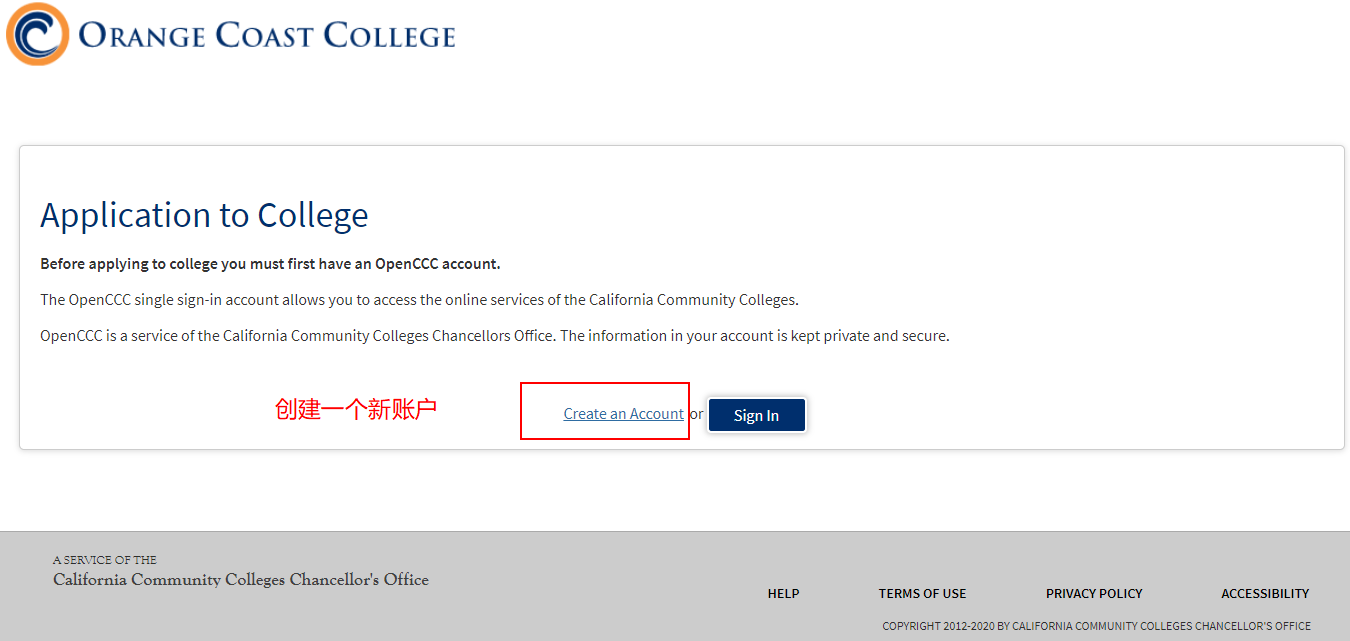 ORANGE COAST COLLEGE
Application to College
Before applying to college you must first have an OpenCCC account.
The OpenCCC single sign-in account allows you to access the online services of the California Community Colleges.
OpenCCC is a service of the California Community Colleges Chancellors Office. The information in your account is kept private and secure.
创建一个新账户 Create an Account or Sign In
A SERVICE OF THE
California Community Colleges Chancellor's Office
HELP TERMS OF USE PRIVACY POLICY ACCESSIBILITY
COPYRIGHT 2012-2020 BY CALIFORNIA COMMUNITY COLLEGES CHANCELLOR'S OFFICE